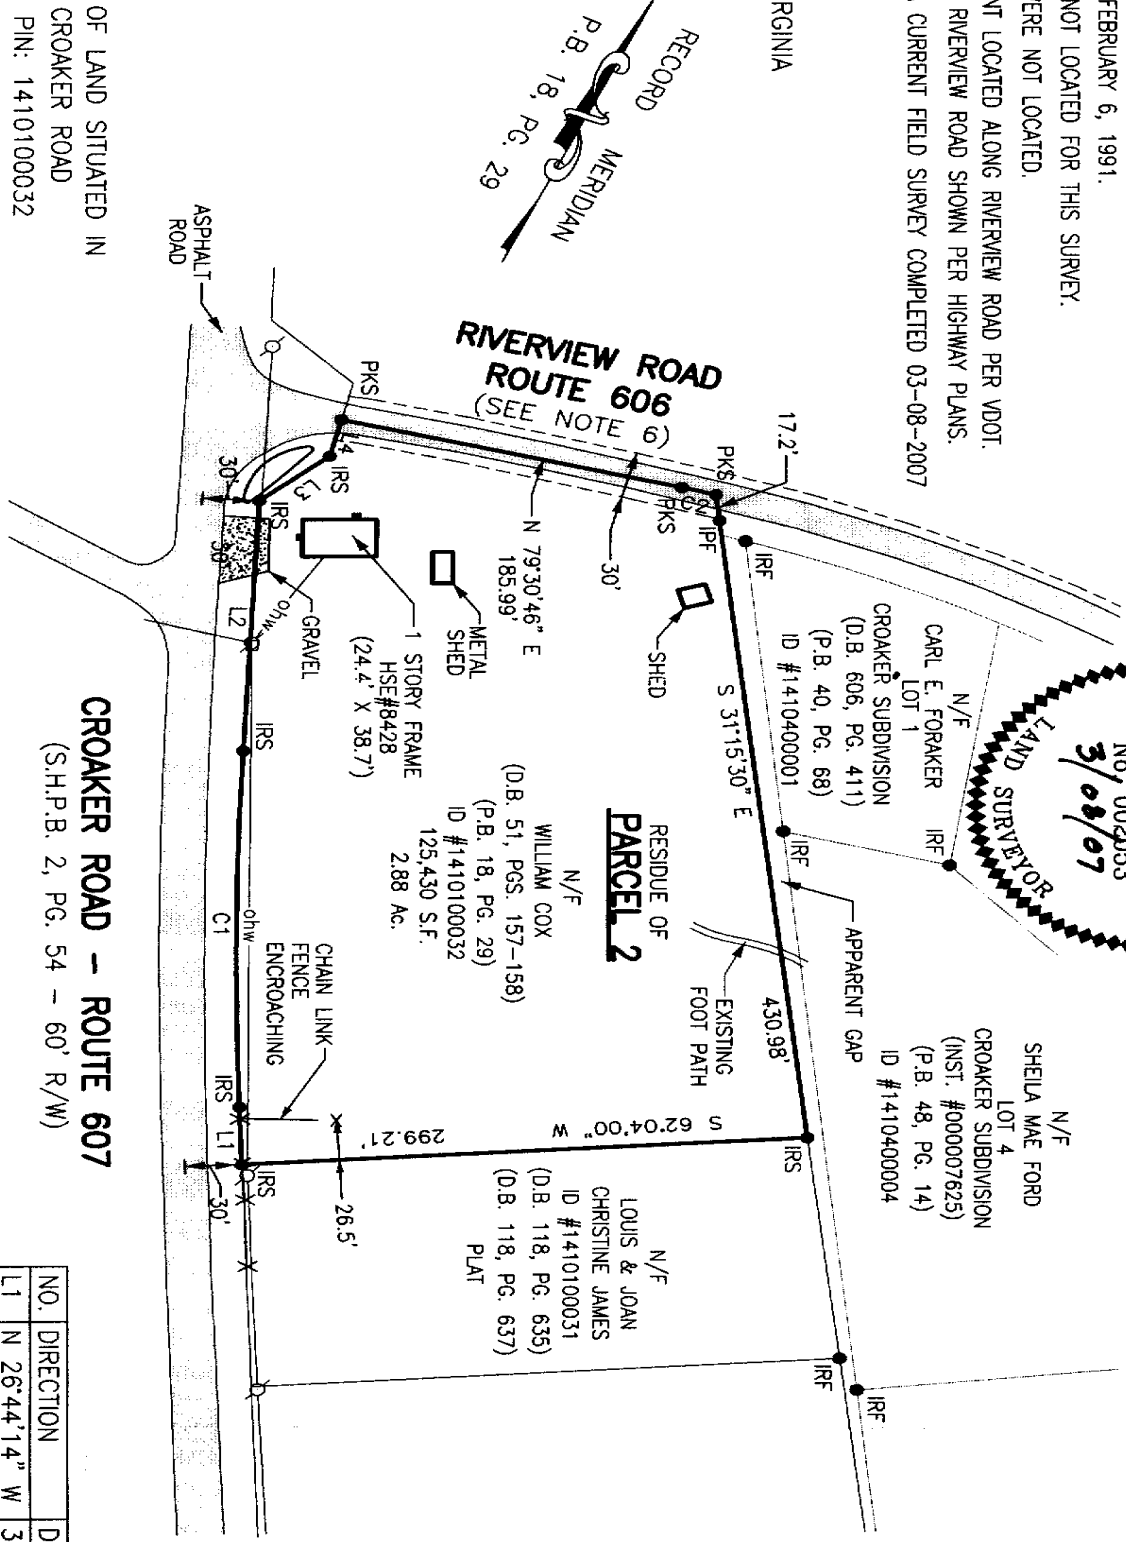 FEBRUARY 6, 1991.
NOT LOCATED FOR THIS SURVEY.
ERE NOT LOCATED.
NT LOCATED ALONG RIVERVIEW ROAD PER VDOT.
RIVERVIEW ROAD SHOWN PER HIGHWAY PLANS.
CURRENT FIELD SURVEY COMPLETED 03-08-2007
RGINIA
RECORD MERIDIAN
P.B. 18, PG. 29
3/08/07
LAND SURVEYOR
RIVERVIEW ROAD
ROUTE 606
(SEE NOTE 6)
17.2'
PKS
IPF
IRF
C2
PKS
30'
N 79°30'46" E
185.99'
PKS
L4
IRS
L3
IRS
30'
ASPHALT
ROAD
N/F
CARL E. FORAKER
LOT 1
CROAKER SUBDIVISION
(D.B. 606, PG. 411)
(P.B. 40, PG. 68)
ID #1410400001
IRF
IRF
SHED
S 31°15'30" E
430.98'
APPARENT GAP
EXISTING
FOOT PATH
N/F
SHEILA MAE FORD
LOT 4
CROAKER SUBDIVISION
(INST. #000007625)
(P.B. 48, PG. 14)
ID #1410400004
METAL
SHED
1 STORY FRAME
HSE#8428
(24.4' X 38.7')
GRAVEL
38'
ohw
L2
IRS
RESIDUE OF
PARCEL 2
N/F
WILLIAM COX
(D.B. 51, PGS. 157-158)
(P.B. 18, PG. 29)
ID #1410100032
125,430 S.F.
2.88 Ac.
ohw
C1
CHAIN LINK
FENCE
ENCROACHING
IRS
L1
IRS
30'
26.5'
S 62°04'00" W
299.21'
IRS
N/F
LOUIS & JOAN
CHRISTINE JAMES
ID #1410100031
(D.B. 118, PG. 635)
(D.B. 118, PG. 637)
PLAT
IRF
IRF
CROAKER ROAD - ROUTE 607
(S.H.P.B. 2, PG. 54 - 60' R/W)
OF LAND SITUATED IN
CROAKER ROAD
PIN: 1410100032
NO. DIRECTION D
L1 N 26°44'14" W 3